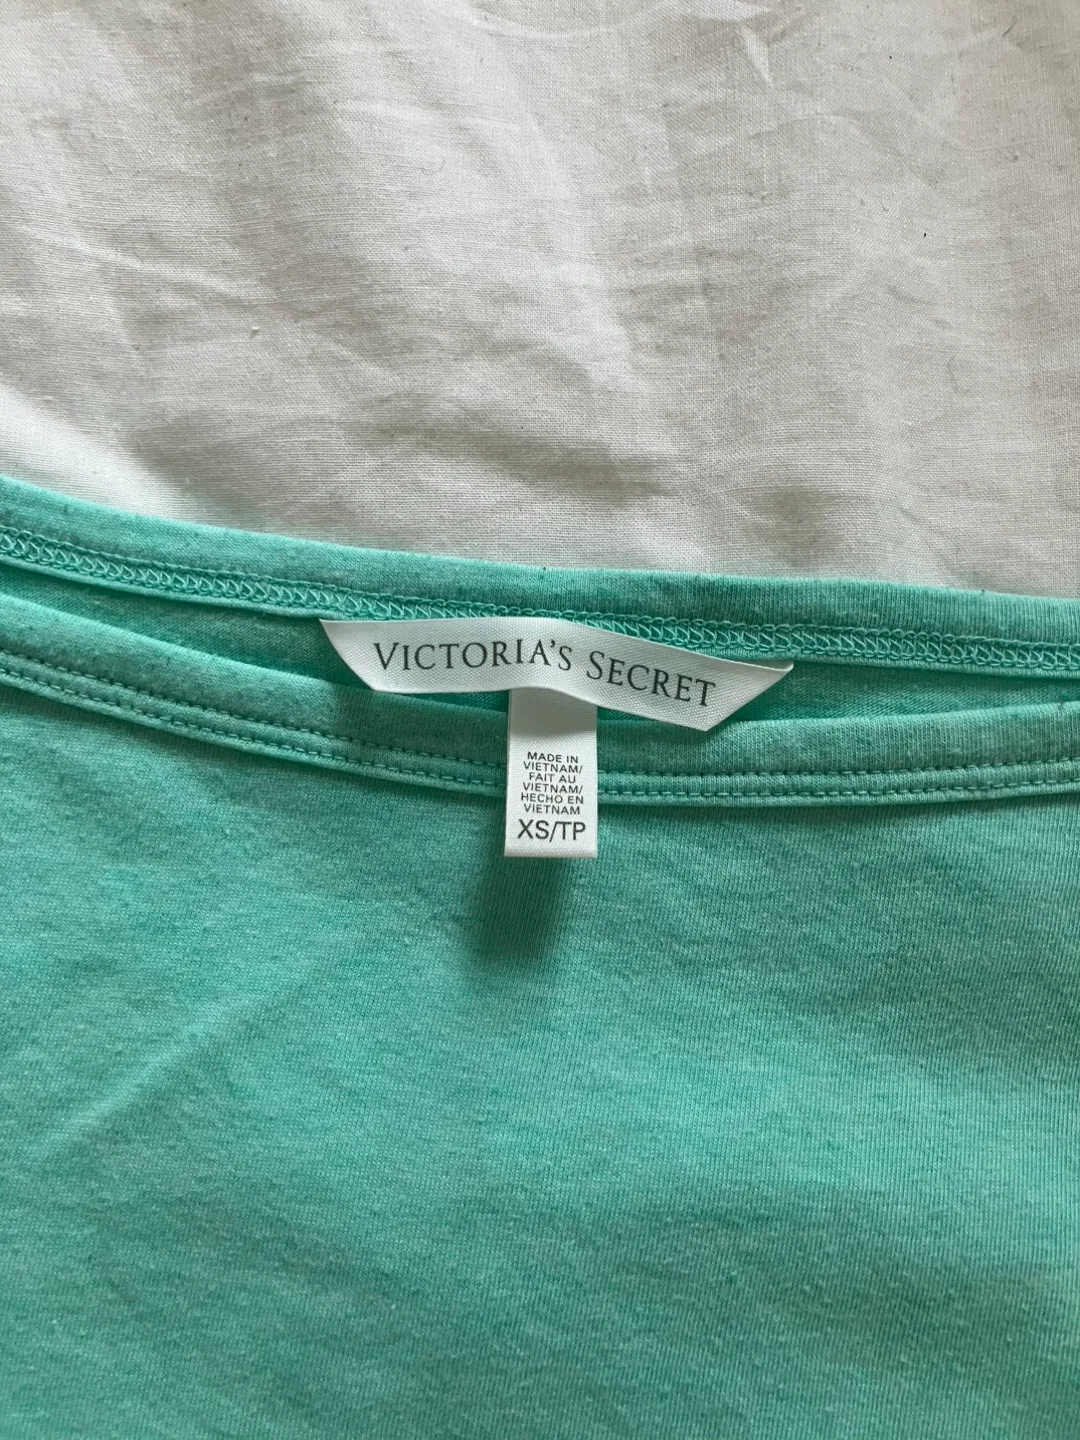 VICTORIA'S SECRET
MADE IN
VIETNAM/
FAIT AU
VIETNAM/
HECHO EN
VIETNAM
XS/TP